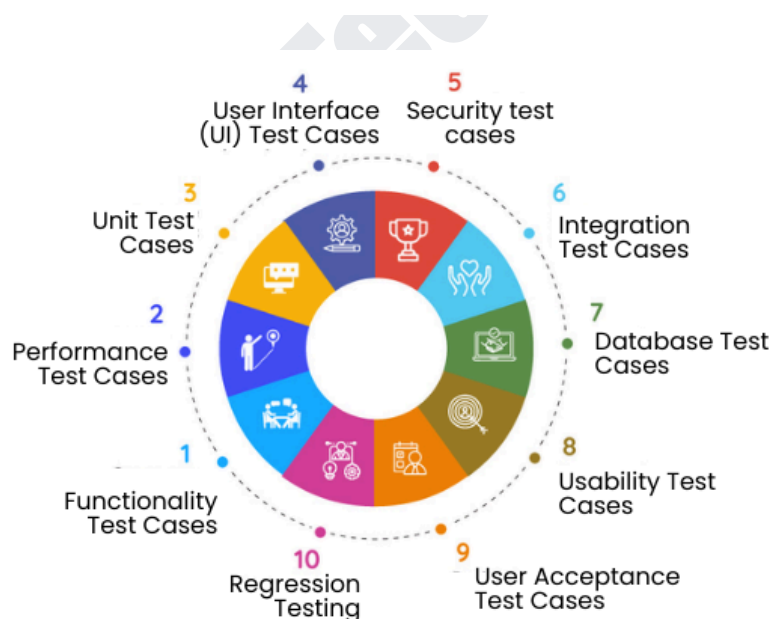 4
User Interface
(UI) Test Cases
5
Security test
cases
3
Unit Test
Cases
6
Integration
Test Cases
2
Performance
Test Cases
7
Database Test
Cases
1
Functionality
Test Cases
8
Usability Test
Cases
10
Regression
Testing
9
User Acceptance
Test Cases